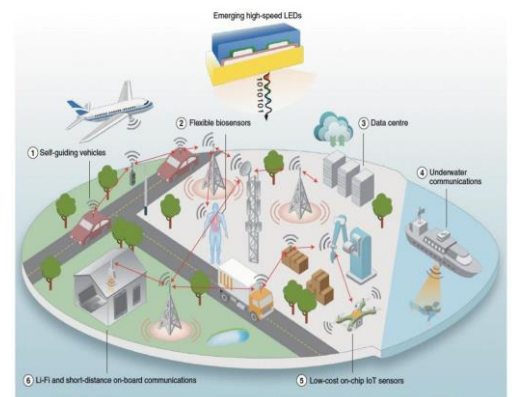 Emerging high-speed LEDs
1010101
2 Flexible biosensors
3 Data centre
1 Self-guiding vehicles
4 Underwater
communications
6 Li-Fi and short-distance on-board communications
5 Low-cost on-chip IoT sensors